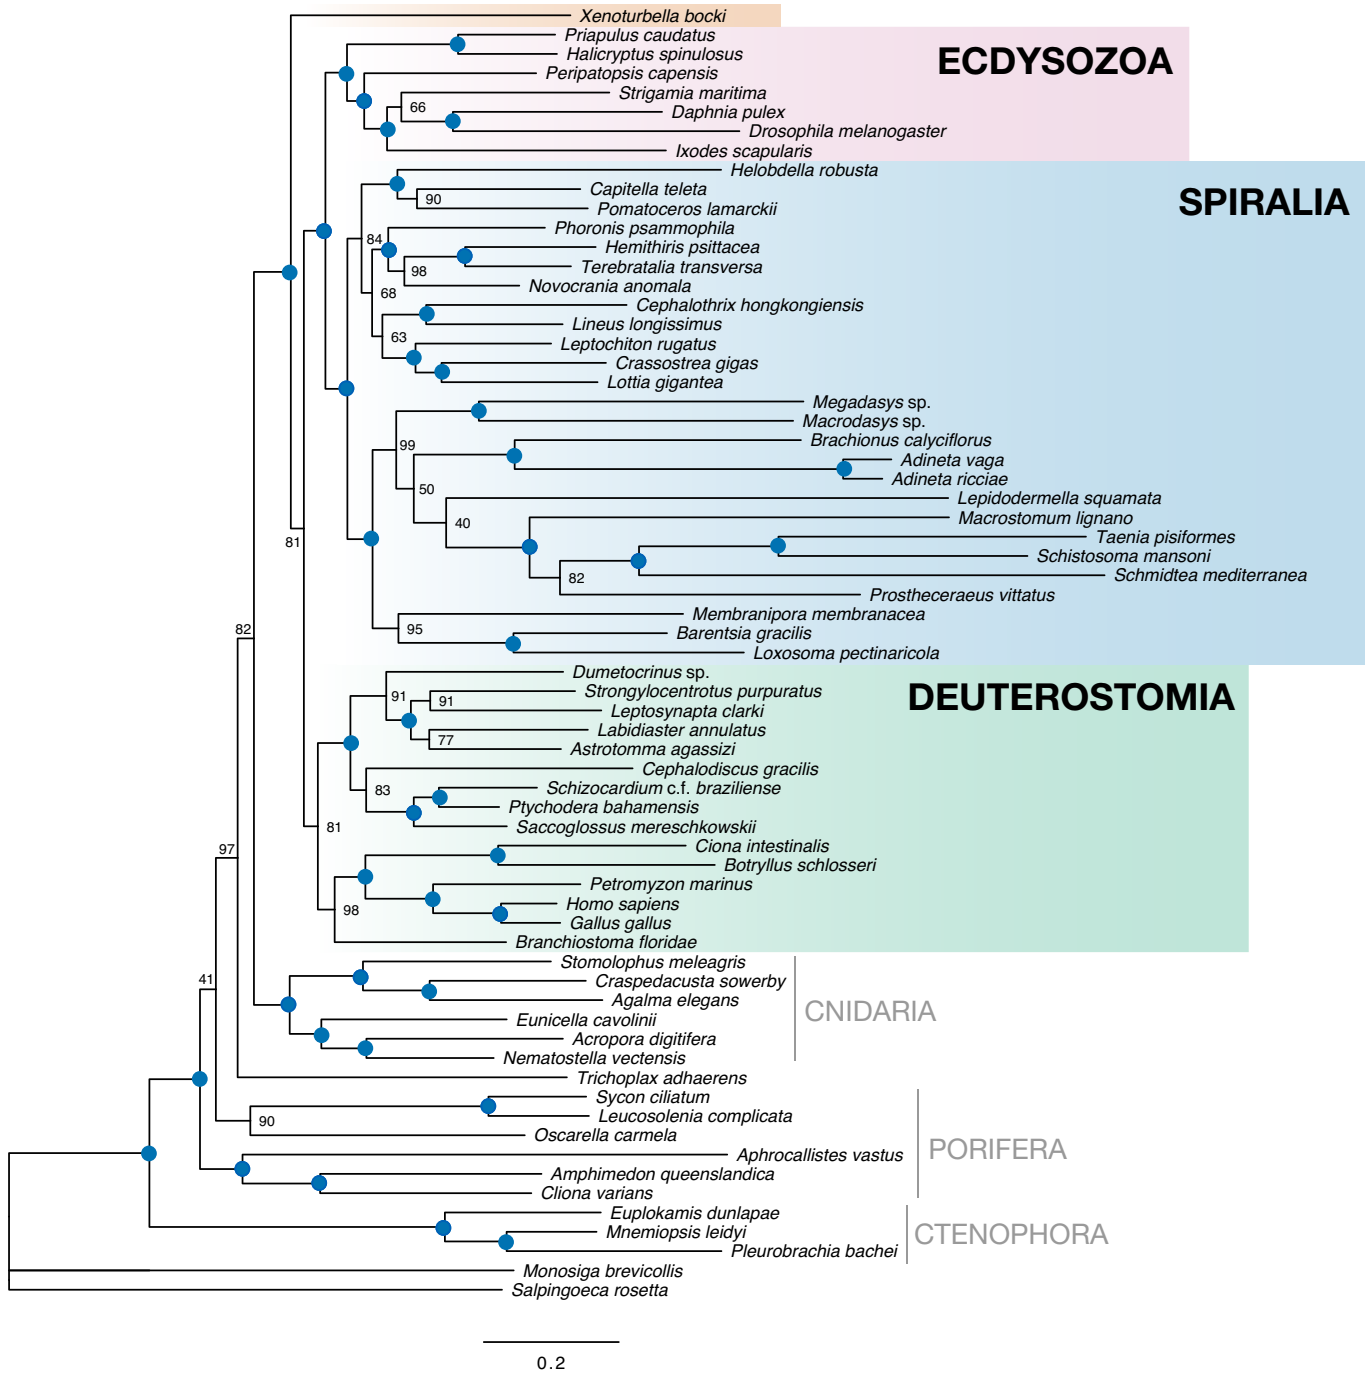 Xenoturbella bocki
Priapulus caudatus
Halicryptus spinulosus
ECDYSOZOA
Peripatopsis capensis
Strigamia maritima
66
Daphnia pulex
Drosophila melanogaster
Ixodes scapularis
Helobdella robusta
Capitella teleta
90
SPIRALIA
Pomatoceros lamarckii
Phoronis psammophila
84
Hemithiris psittacea
Terebratalia transversa
98
Novocrania anomala
68
Cephalothrix hongkongiensis
Lineus longissimus
63
Leptochiton rugatus
Crassostrea gigas
Lottia gigantea
Megadasys sp.
Macrodasys sp.
Brachionus calyciflorus
99
Adineta vaga
Adineta ricciae
50
Lepidodermella squamata
Macrostomum lignano
40
Taenia pisiformes
81
Schistosoma mansoni
Schmidtea mediterranea
82
Prostheceraeus vittatus
Membranipora membranacea
95
82
Barentsia gracilis
Loxosoma pectinaricola
Dumetocrinus sp.
Strongylocentrotus purpuratus
91
91
DEUTEROSTOMIA
Leptosynapta clarki
Labidiaster annulatus
77
Astrotomma agassizi
Cephalodiscus gracilis
83
Schizocardium c.f. braziliense
Ptychodera bahamensis
Saccoglossus mereschkowskii
81
Ciona intestinalis
97
Botryllus schlosseri
Petromyzon marinus
Homo sapiens
98
Gallus gallus
Branchiostoma floridae
Stomolophus meleagris
41
Craspedacusta sowerby
Agalma elegans
CNIDARIA
Eunicella cavolinii
Acropora digitifera
Nematostella vectensis
Trichoplax adhaerens
Sycon ciliatum
Leucosolenia complicata
90
Oscarella carmela
PORIFERA
Aphrocallistes vastus
Amphimedon queenslandica
Cliona varians
Euplokamis dunlapae
Mnemiopsis leidyi
CTENOPHORA
Pleurobrachia bachei
Monosiga brevicollis
Salpingoeca rosetta
0.2